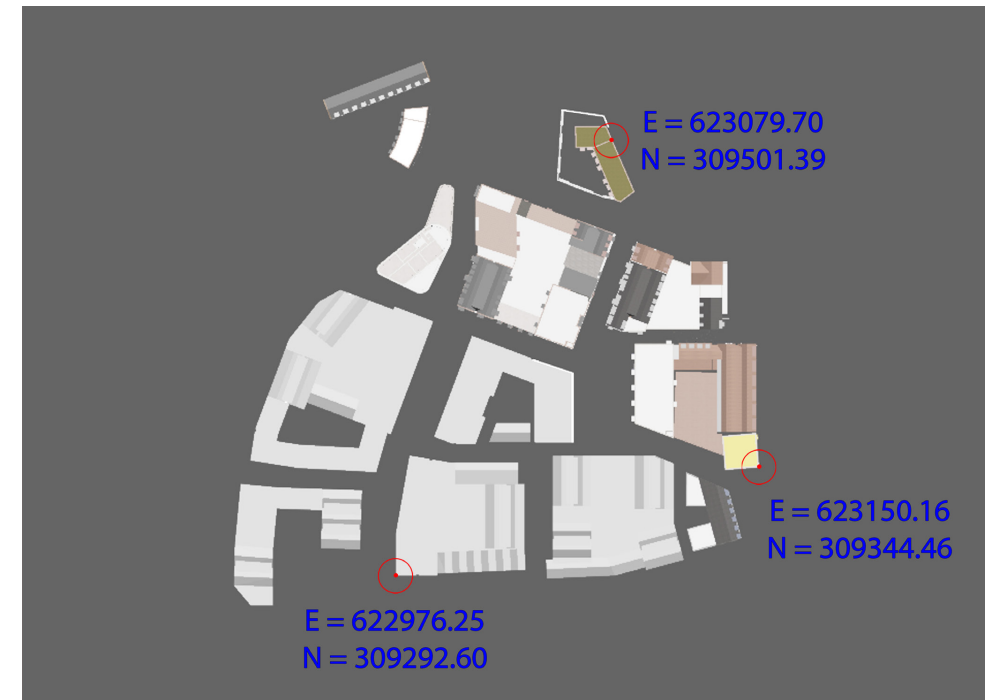 E = 623079.70
N = 309501.39
E = 623150.16
N = 309344.46
E = 622976.25
N = 309292.60